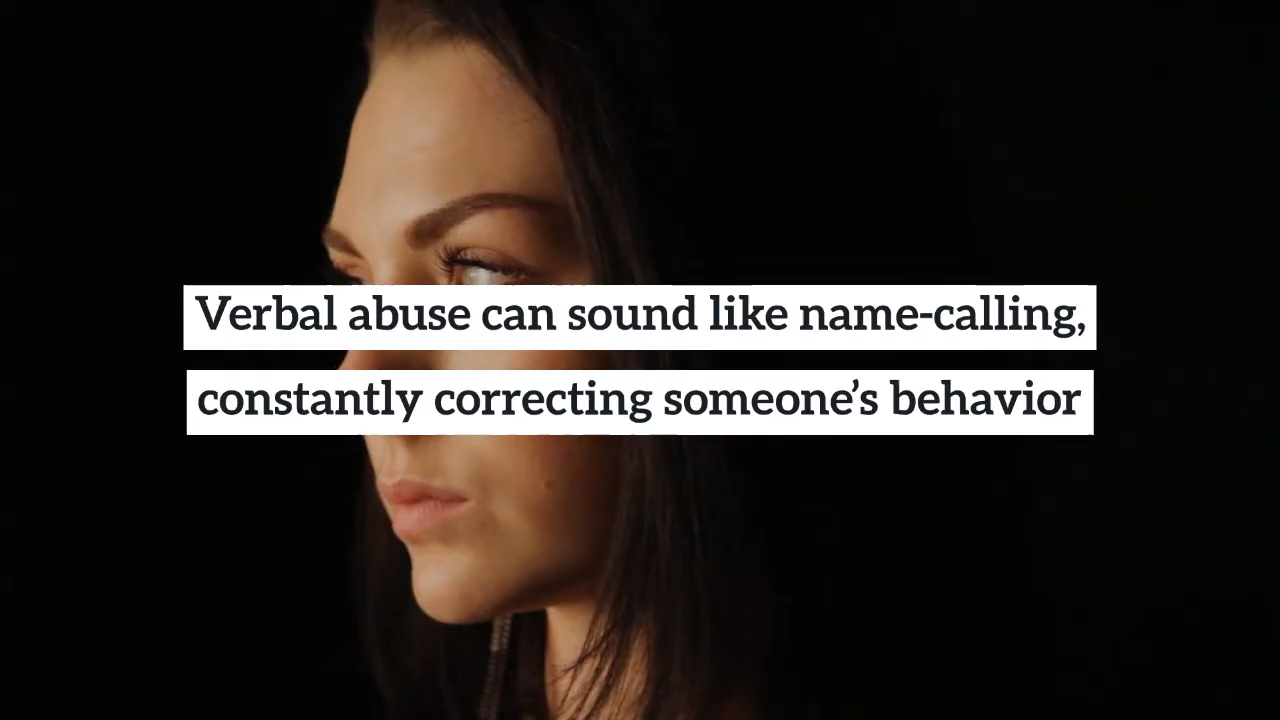 Verbal abuse can sound like name-calling,
constantly correcting someone’s behavior